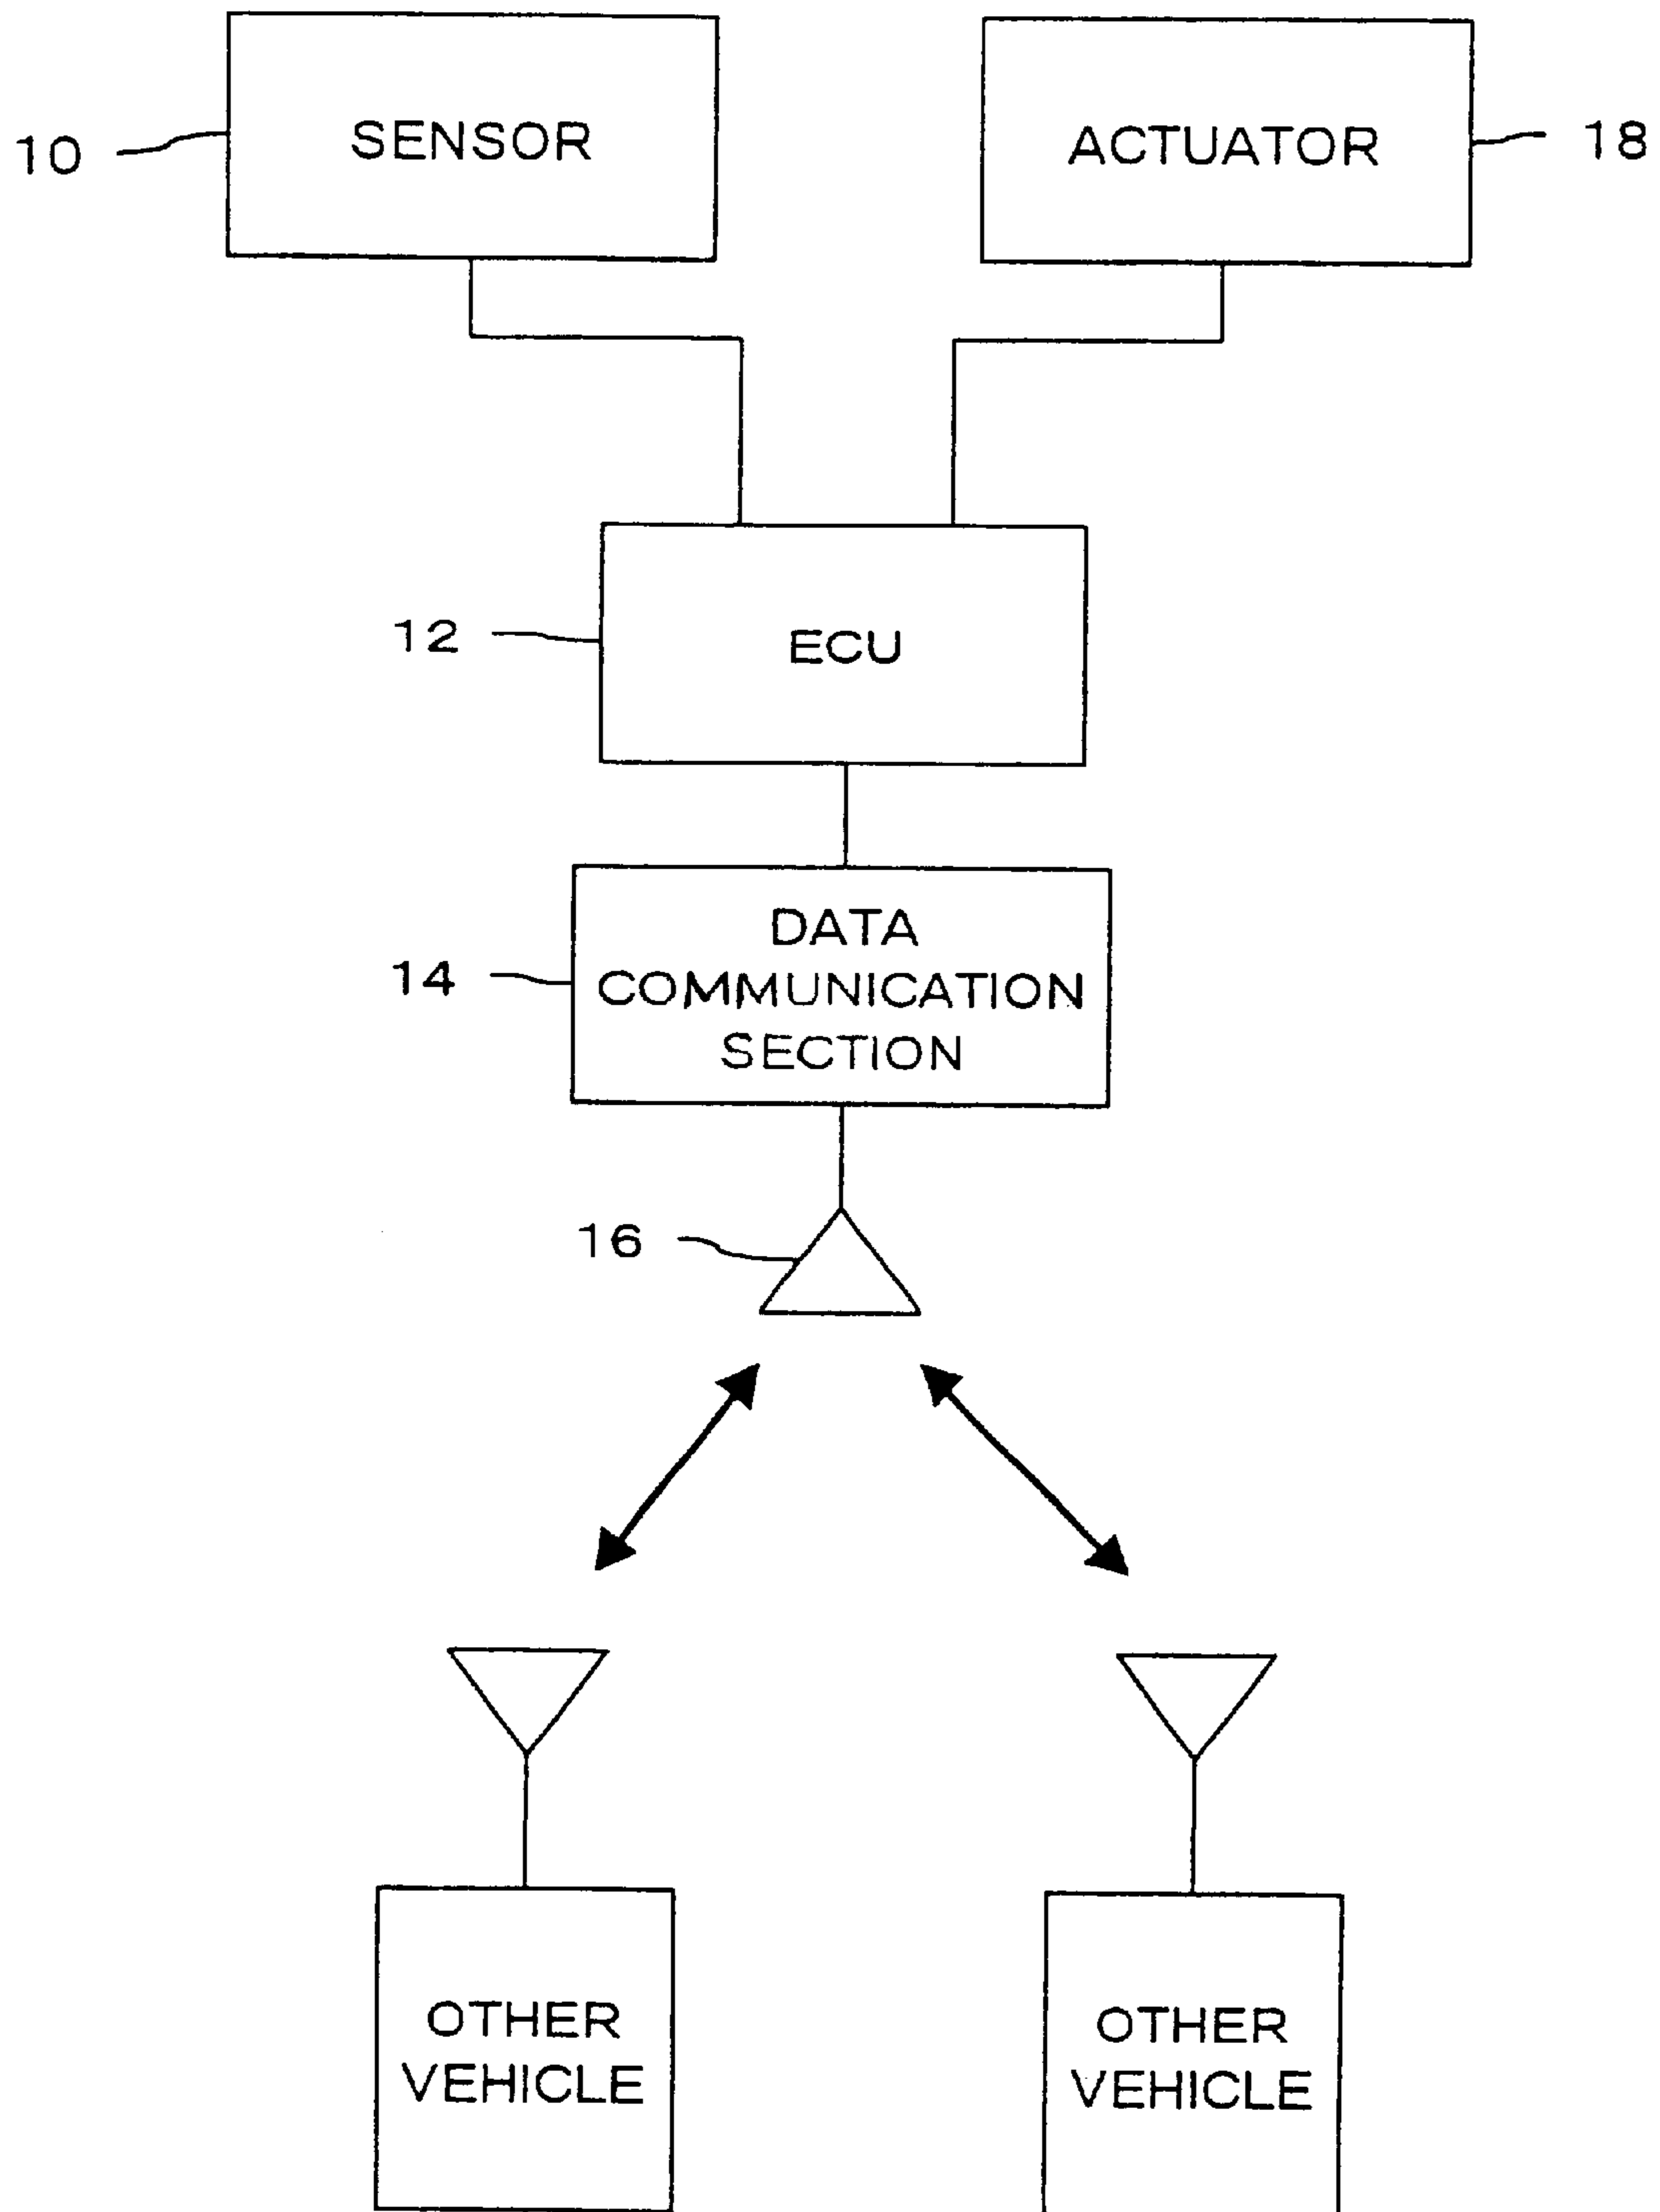 SENSOR
ACTUATOR
10
18
12
ECU
14
DATA
COMMUNICATION
SECTION
16
OTHER
VEHICLE
OTHER
VEHICLE